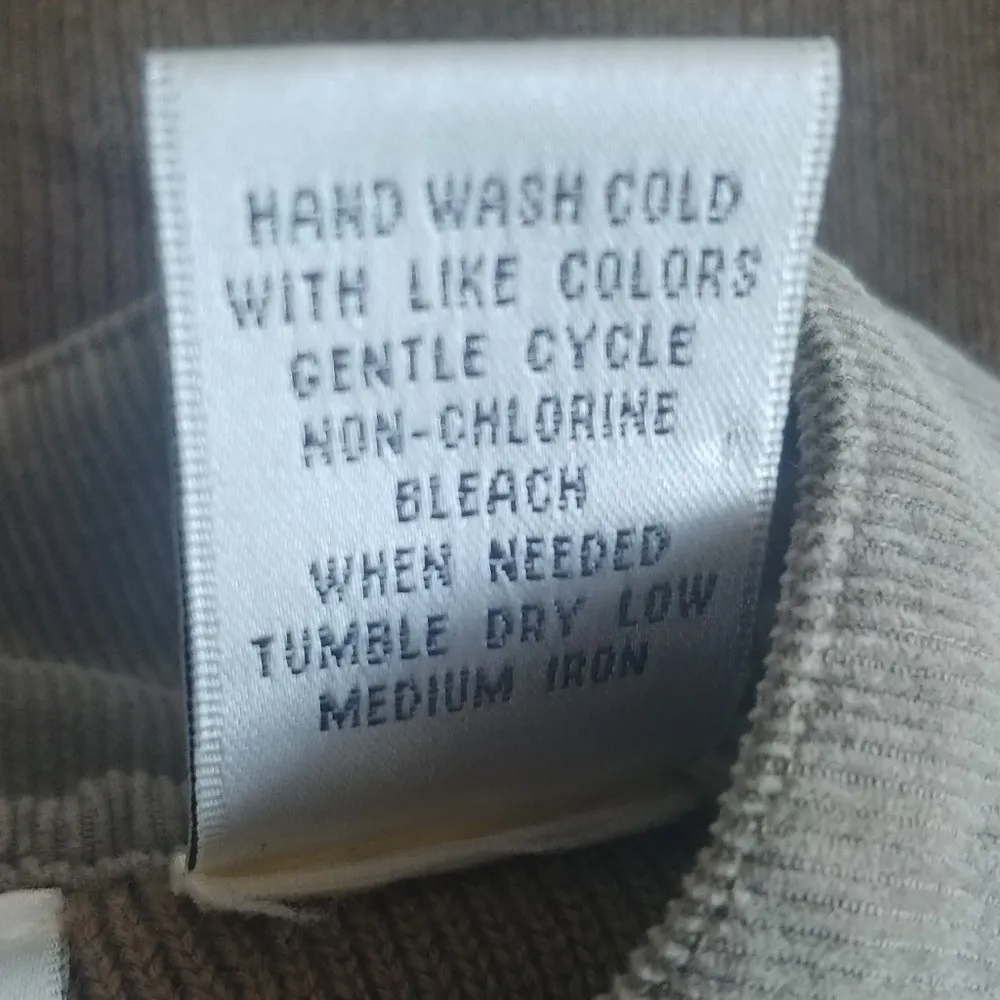 HAND WASH COLD
WITH LIKE COLORS
GENTLE CYCLE
NON-CHLORINE
BLEACH
WHEN NEEDED
TUMBLE DRY LOW
MEDIUM IRON